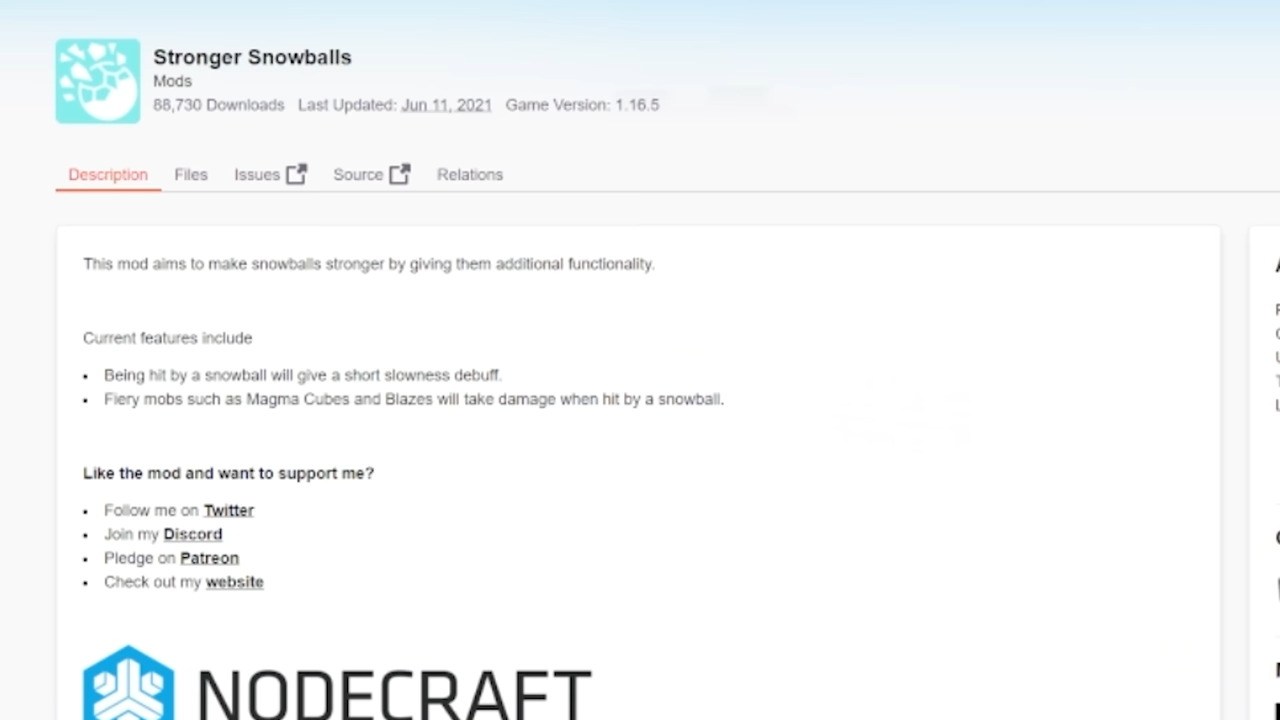 Stronger Snowballs
Mods
88,730 Downloads Last Updated: Jun 11, 2021 Game Version: 1.16.5
Description Files Issues Source Relations
This mod aims to make snowballs stronger by giving them additional functionality.
Current features include
• Being hit by a snowball will give a short slowness debuff.
• Fiery mobs such as Magma Cubes and Blazes will take damage when hit by a snowball.
Like the mod and want to support me?
• Follow me on Twitter
• Join my Discord
• Pledge on Patreon
• Check out my website
NODECRAFT